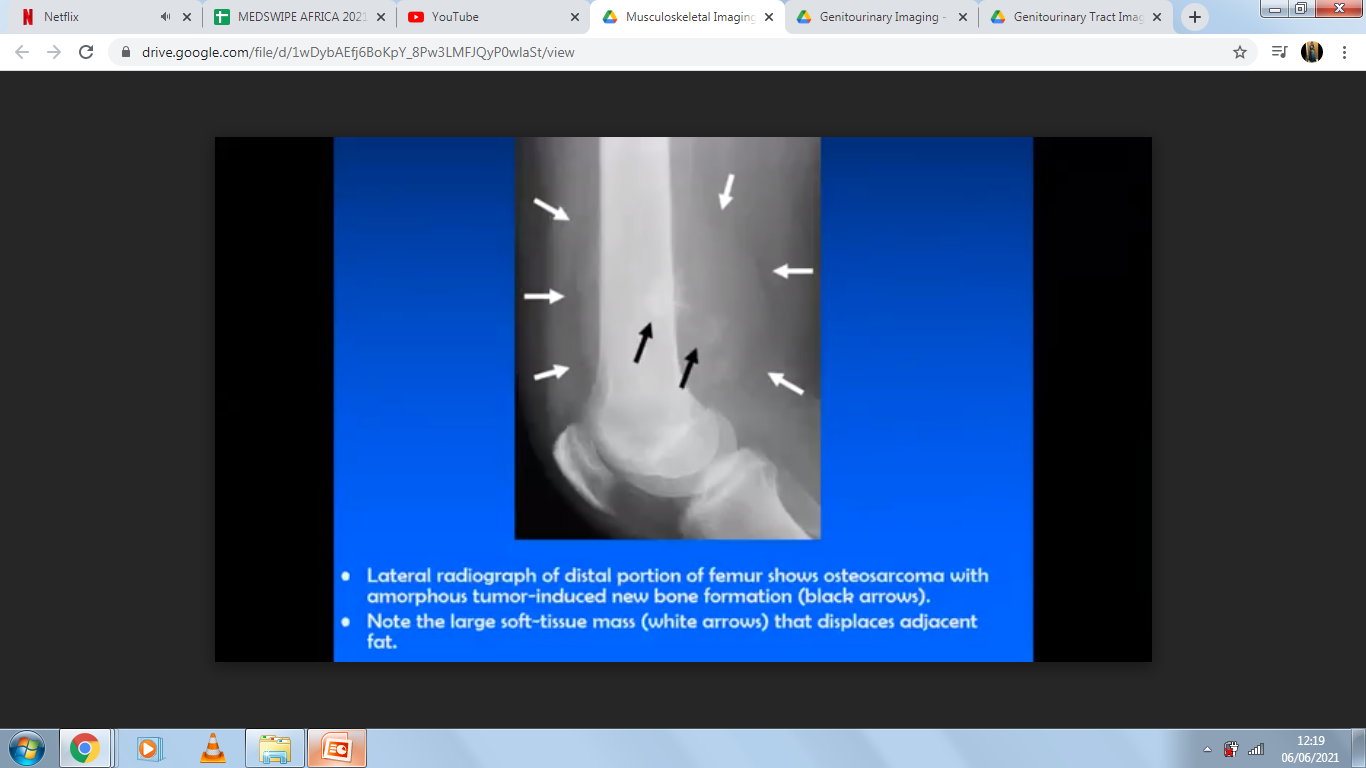 Netflix
MEDSWIPE AFRICA 2021
YouTube
Musculoskeletal Imaging
Genitourinary Imaging -
Genitourinary Tract Imag
drive.google.com/file/d/1wDybAEfj6BoKpY_8Pw3LMFJQyP0wIaSt/view
• Lateral radiograph of distal portion of femur shows osteosarcoma with
amorphous tumor-induced new bone formation (black arrows).
• Note the large soft-tissue mass (white arrows) that displaces adjacent
fat.
12:19
06/06/2021